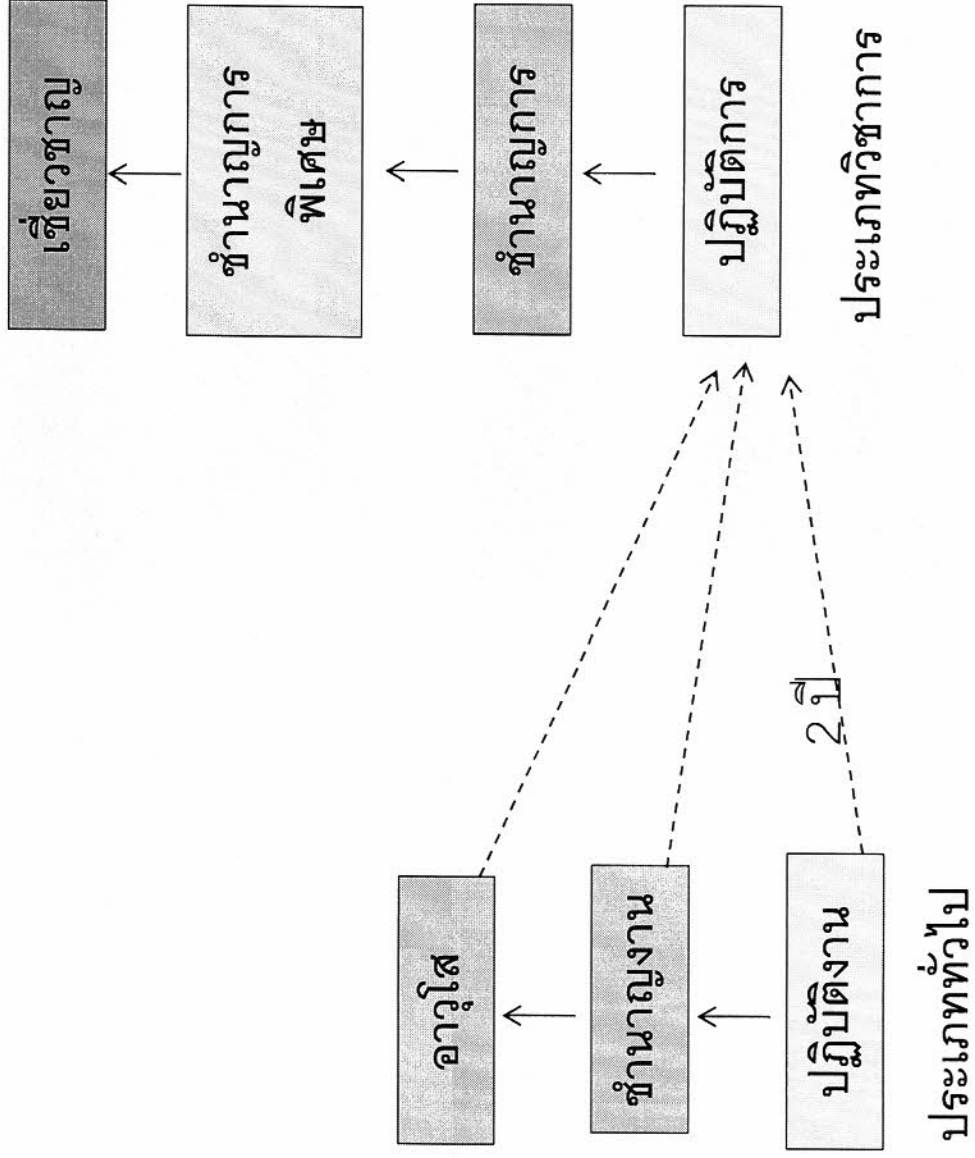 เชี่ยวชาญ
ชำนาญการ
พิเศษ
อาวุโส
ชำนาญการ
ชำนาญงาน
ปฏิบัติการ
2 ปี
ปฏิบัติงาน
ประเภททั่วไป
ประเภทวิชาการ